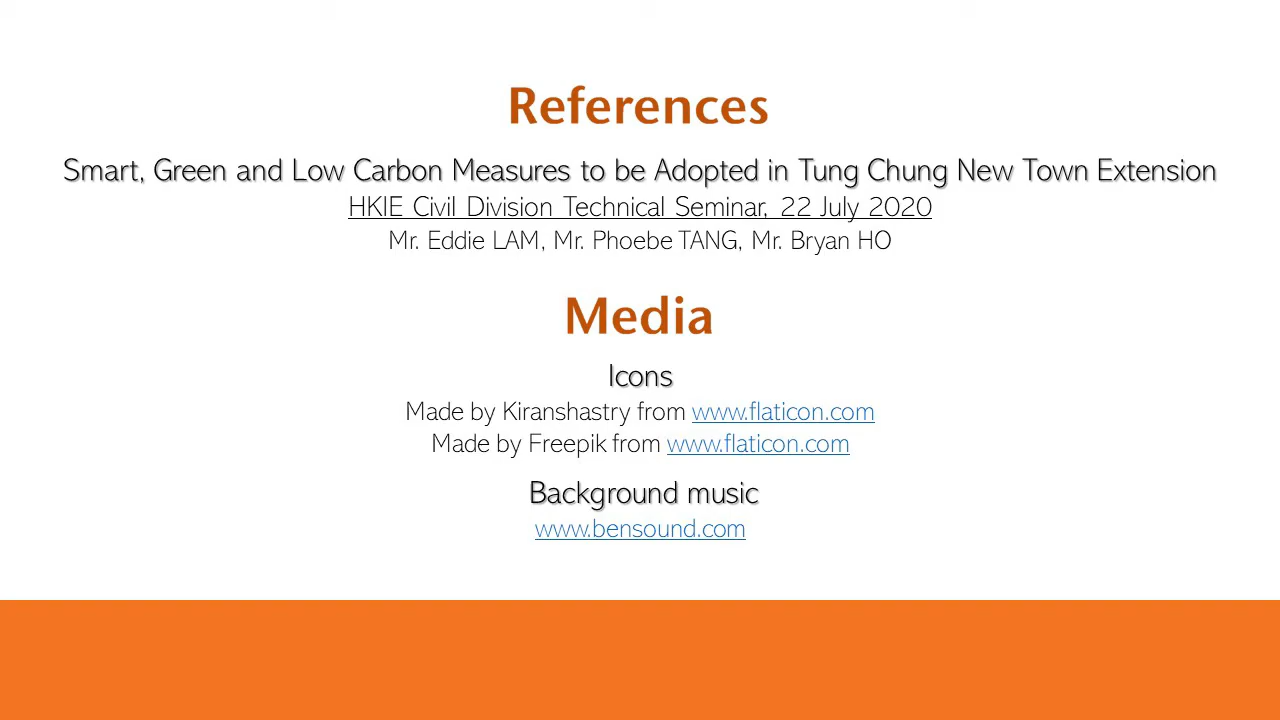 References
Smart, Green and Low Carbon Measures to be Adopted in Tung Chung New Town Extension
HKIE Civil Division Technical Seminar, 22 July 2020
Mr. Eddie LAM, Mr. Phoebe TANG, Mr. Bryan HO
Media
Icons
Made by Kiranshastry from www.flaticon.com
Made by Freepik from www.flaticon.com
Background music
www.bensound.com